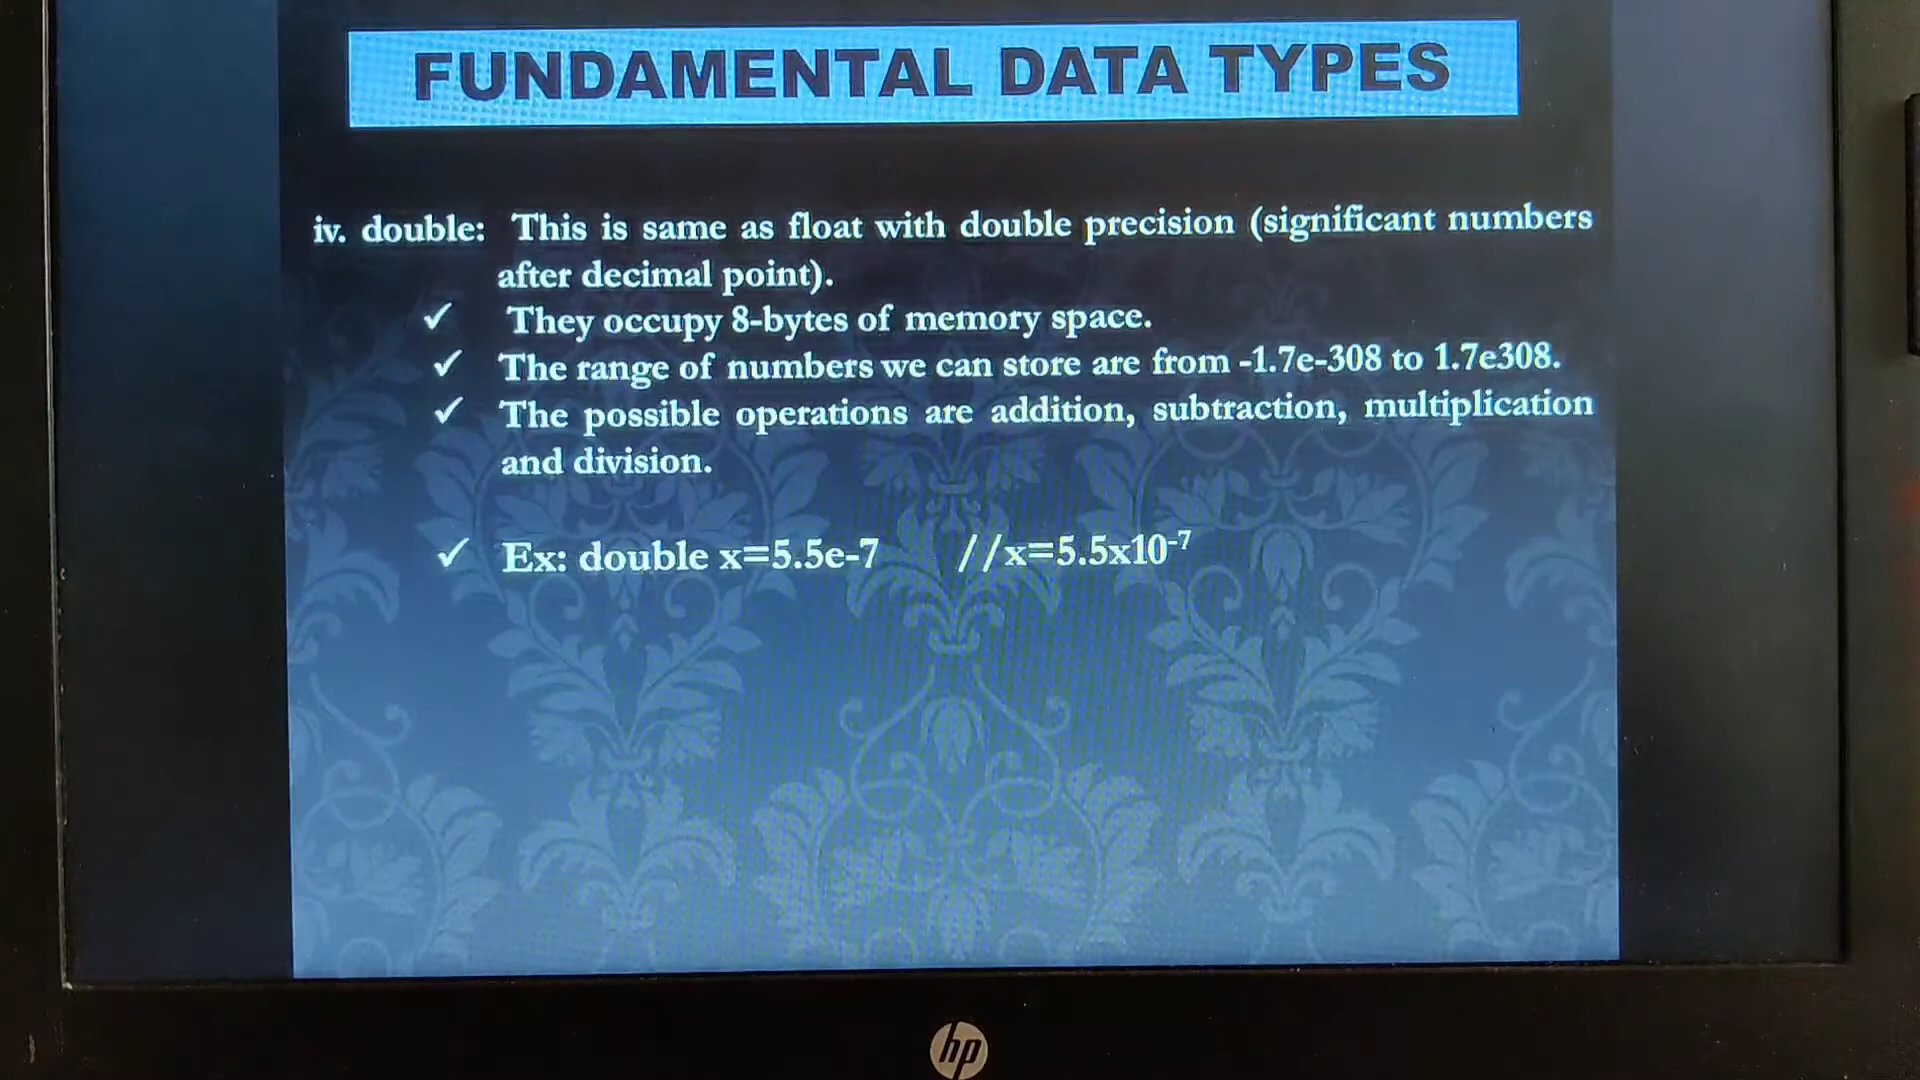 FUNDAMENTAL DATA TYPES
iv. double: This is same as float with double precision (significant numbers
after decimal point).
✓ They occupy 8-bytes of memory space.
✓ The range of numbers we can store are from -1.7e-308 to 1.7e308.
✓ The possible operations are addition, subtraction, multiplication
and division.
✓ Ex: double x=5.5e-7 //x=5.5x10⁻⁷
hp